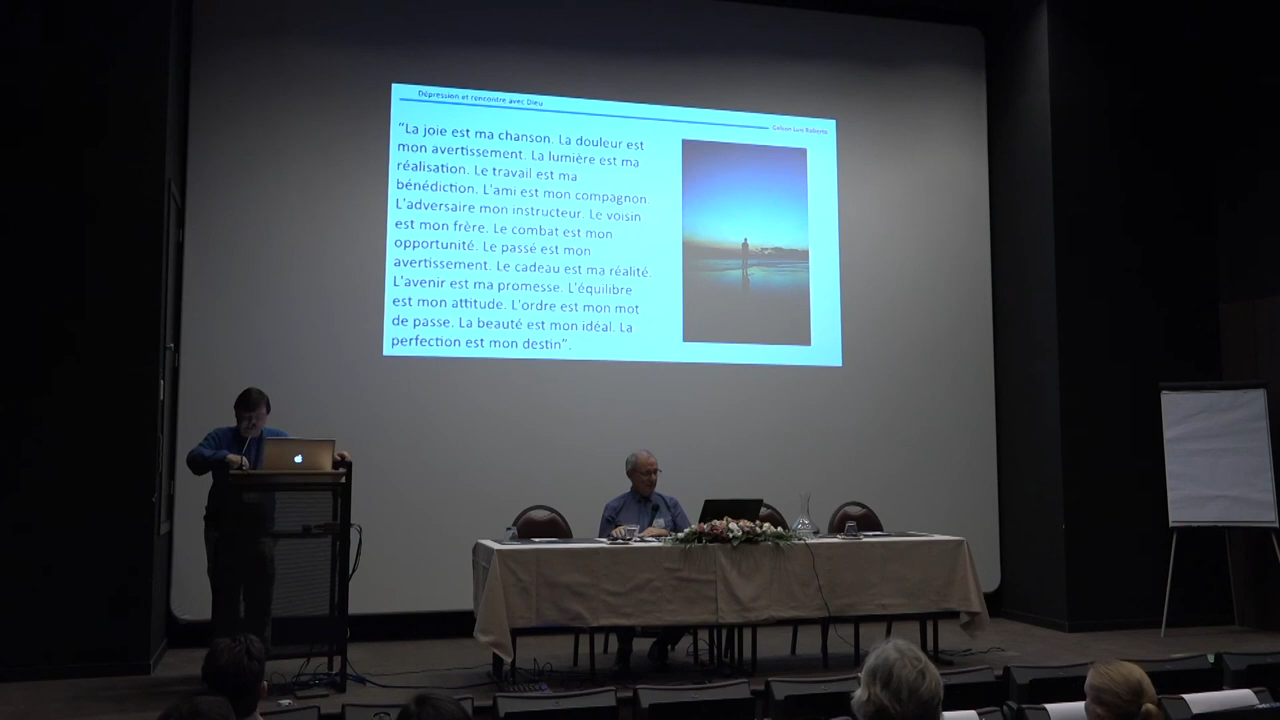 Dépression et rencontre avec Dieu
Gelson Luis Roberto
“La joie est ma chanson. La douleur est
mon avertissement. La lumière est ma
réalisation. Le travail est ma
bénédiction. L'ami est mon compagnon.
L'adversaire mon instructeur. Le voisin
est mon frère. Le combat est mon
opportunité. Le passé est mon
avertissement. Le cadeau est ma réalité.
L'avenir est ma promesse. L'équilibre
est mon attitude. L'ordre est mon mot
de passe. La beauté est mon idéal. La
perfection est mon destin”.